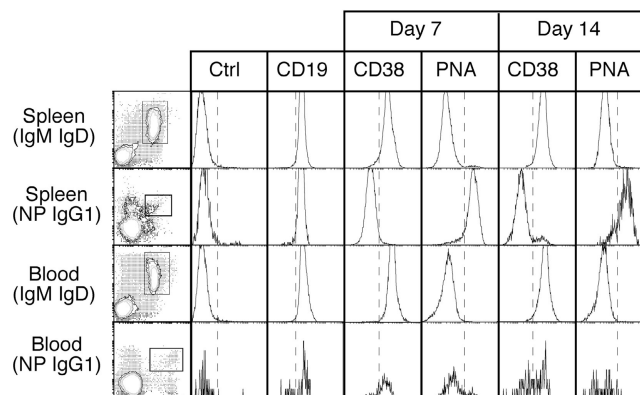 Day 7 Day 14
Ctrl CD19 CD38 PNA CD38 PNA
Spleen
(IgM IgD)
Spleen
(NP IgG1)
Blood
(IgM IgD)
Blood
(NP IgG1)